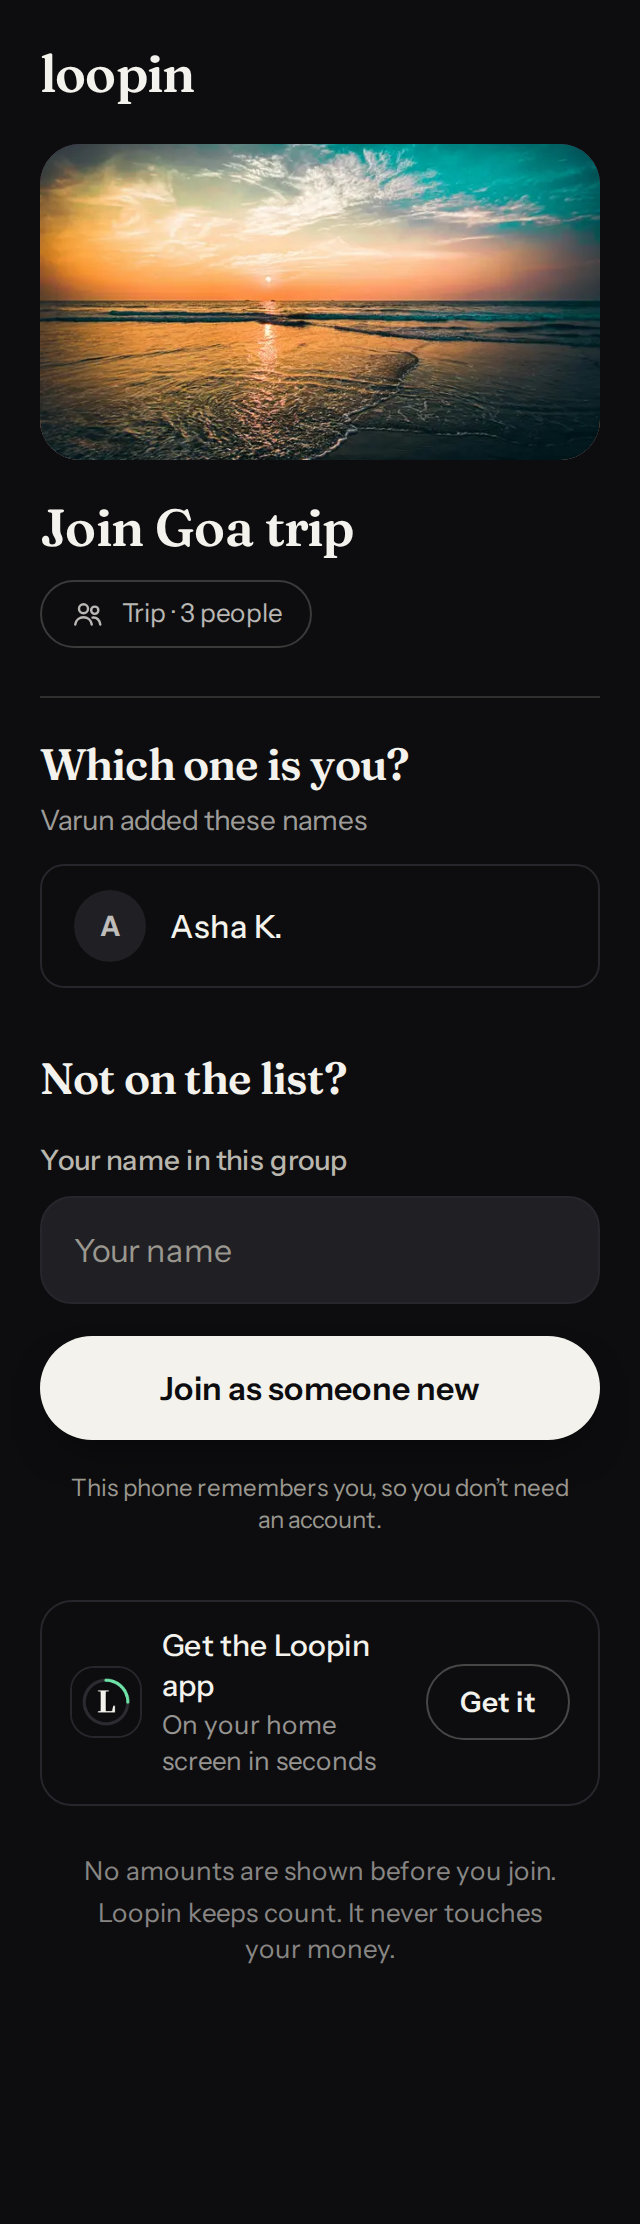 loopin
Join Goa trip
Trip · 3 people
Which one is you?
Varun added these names
A
Asha K.
Not on the list?
Your name in this group
Your name
Join as someone new
This phone remembers you, so you don’t need
an account.
Get the Loopin
app
L
On your home
screen in seconds
Get it
No amounts are shown before you join.
Loopin keeps count. It never touches
your money.